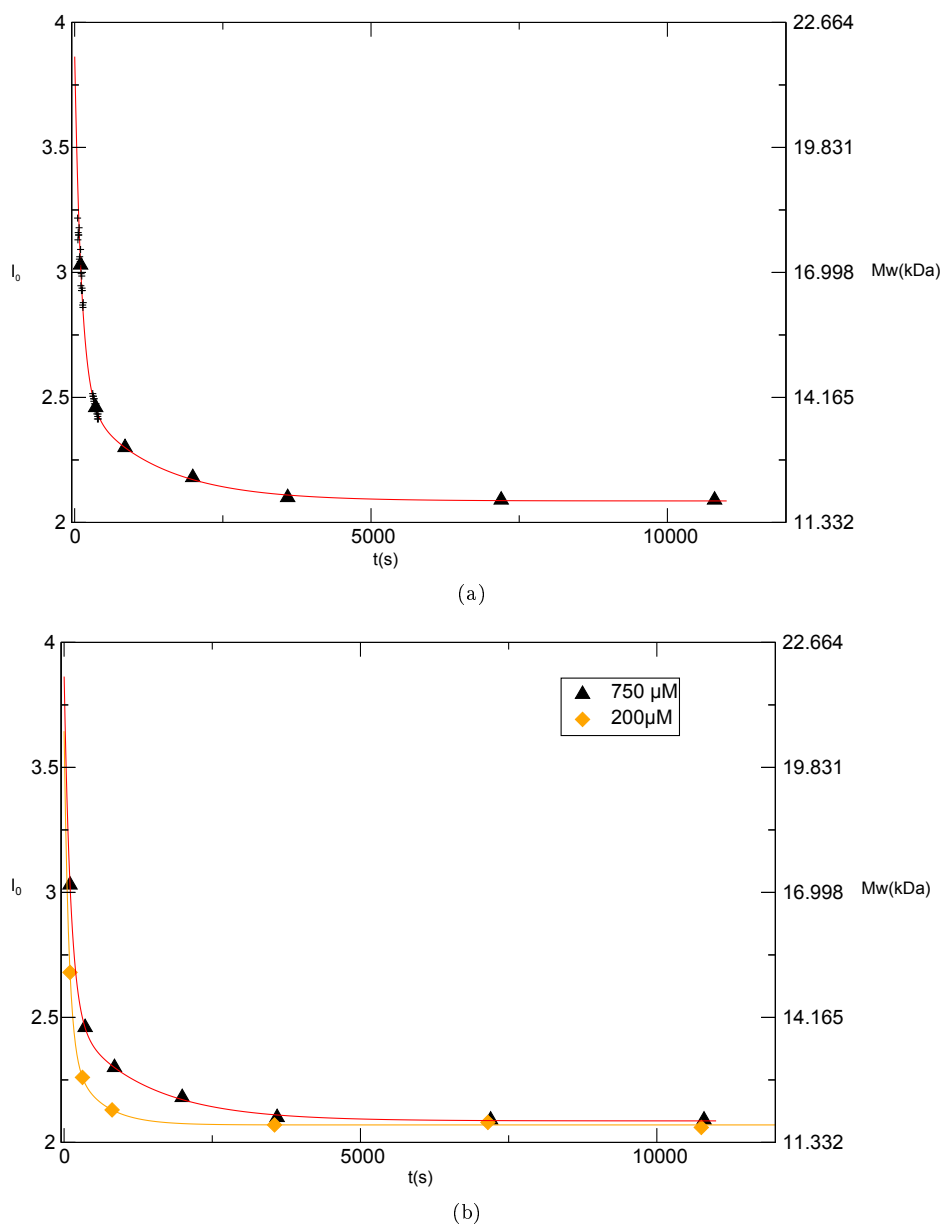 4
22.664
3.5
19.831
I₀
3
16.998
Mw(kDa)
2.5
14.165
2
11.332
0
5000
10000
t(s)
(a)
4
22.664
750 µM
200µM
3.5
19.831
I₀
3
16.998
Mw(kDa)
2.5
14.165
2
11.332
0
5000
10000
t(s)
(b)